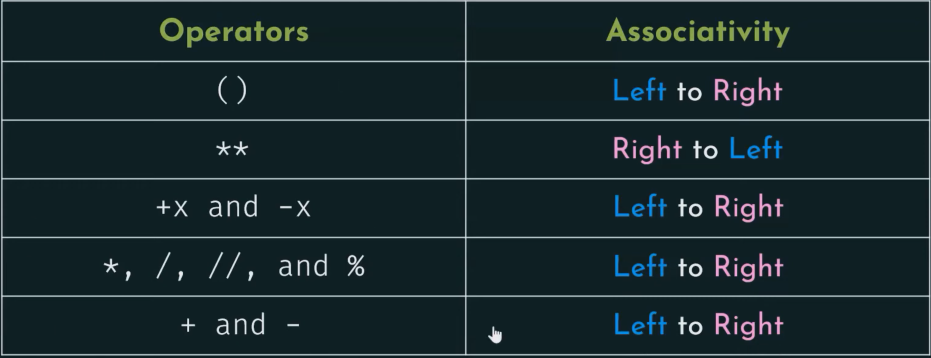 Operators Associativity
() Left to Right
** Right to Left
+x and -x Left to Right
*, /, //, and % Left to Right
+ and - Left to Right